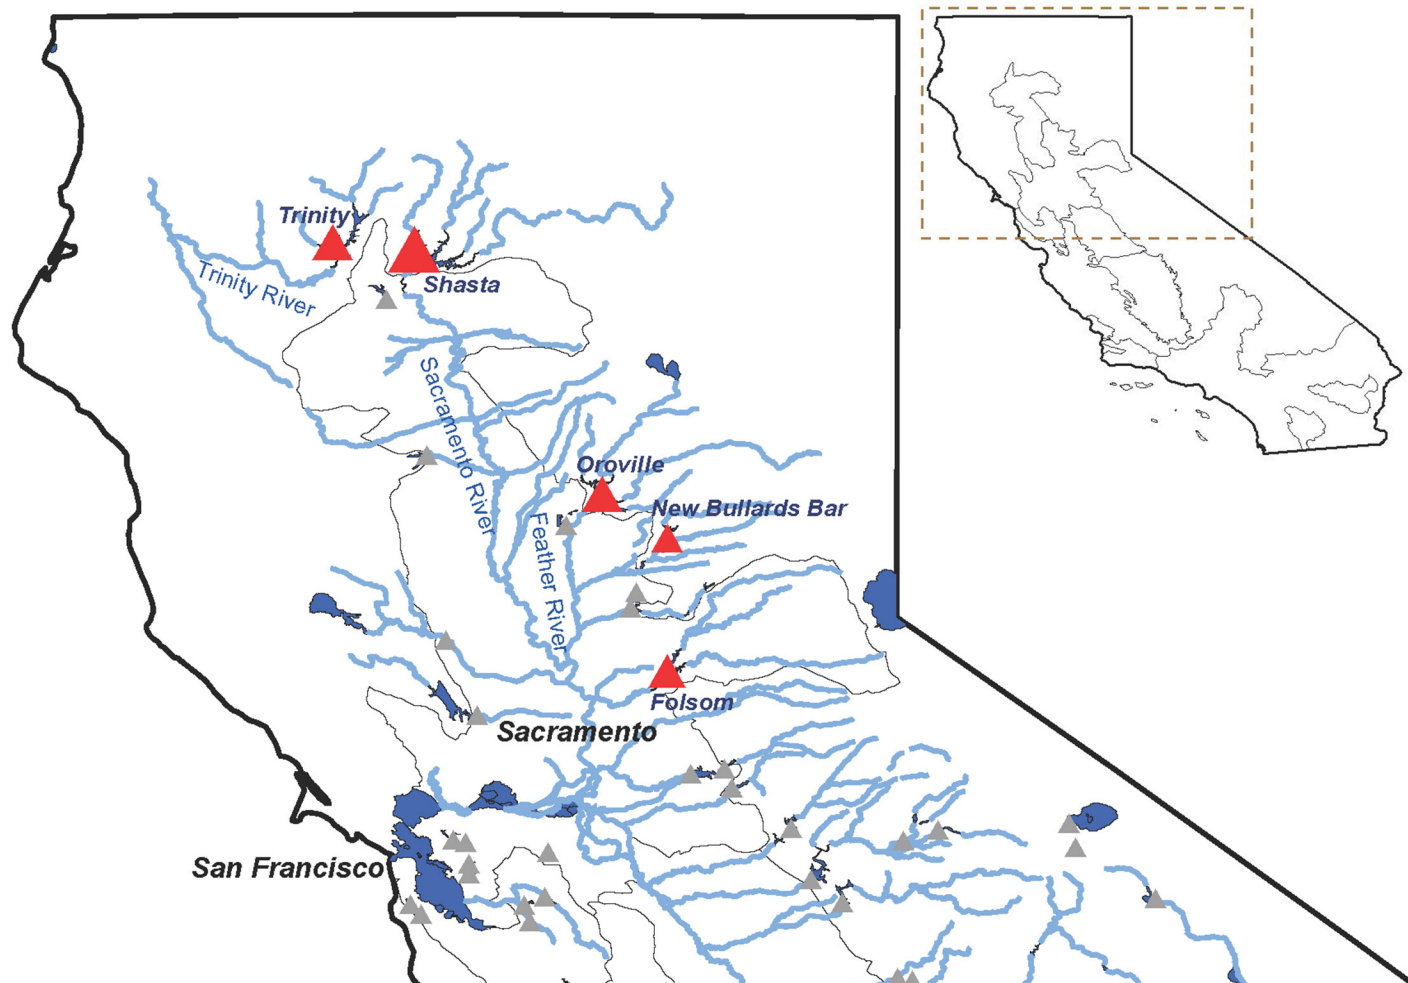 Trinity
Trinity River
Shasta
Sacramento River
Oroville
New Bullards Bar
Feather River
Folsom
Sacramento
San Francisco